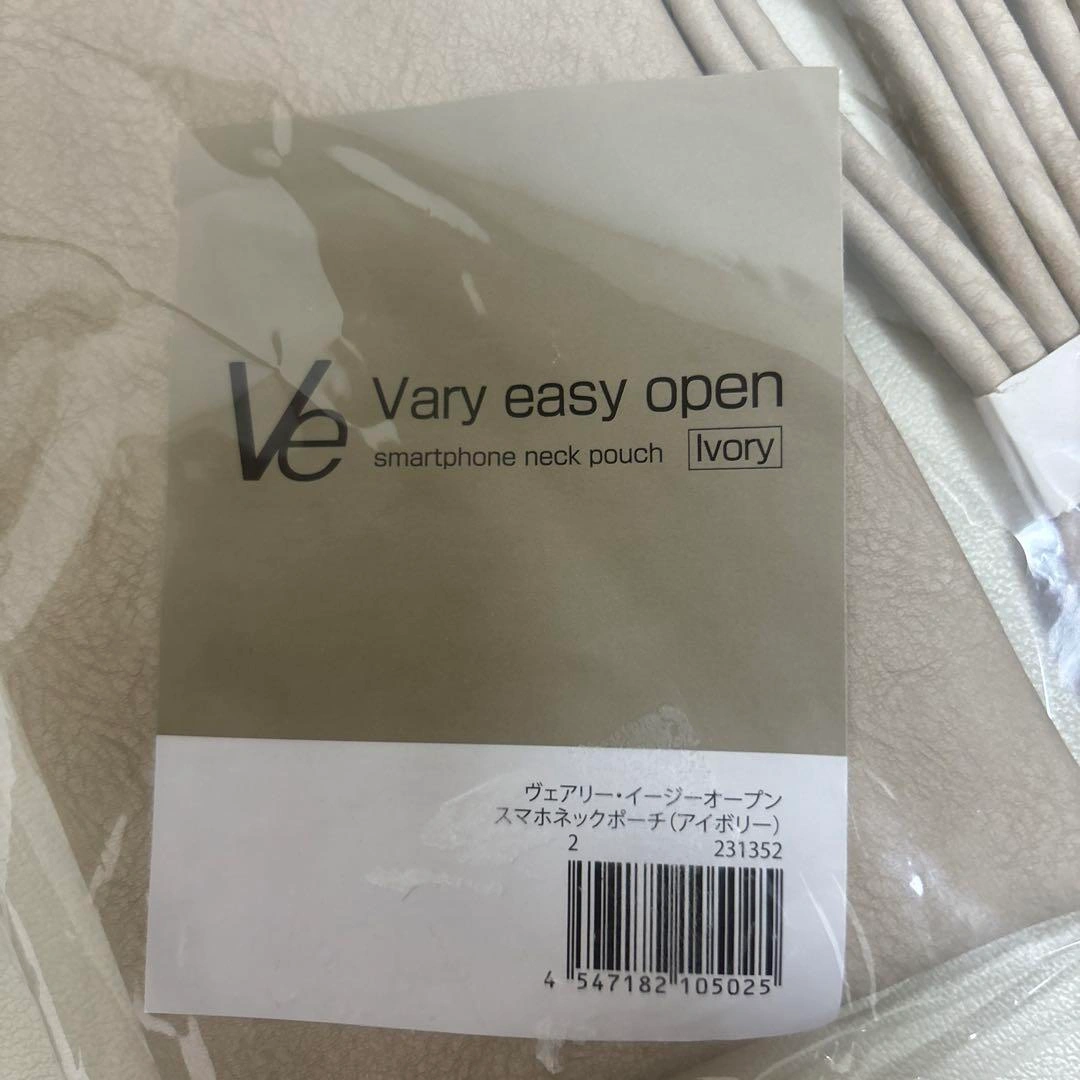 Ve Vary easy open
smartphone neck pouch Ivory
ヴェアリー・イージーオープン
スマホネックポーチ(アイボリー)
2 231352
4 547182 105025